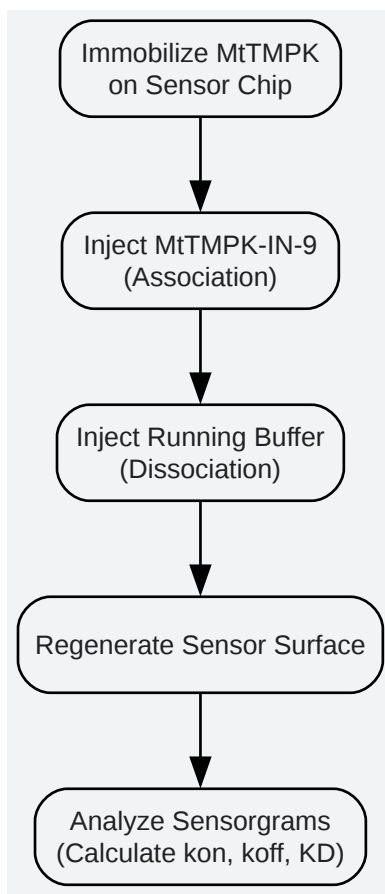 Immobilize MtTMPK
on Sensor Chip
Inject MtTMPK-IN-9
(Association)
Inject Running Buffer
(Dissociation)
Regenerate Sensor Surface
Analyze Sensorgrams
(Calculate kon, koff, KD)